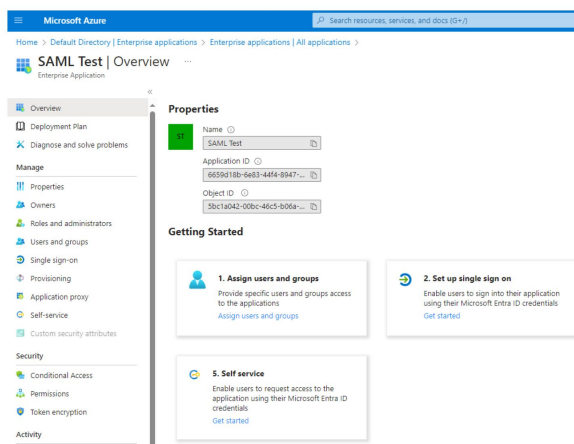 Microsoft Azure
Search resources, services, and docs (G+/)
Home > Default Directory | Enterprise applications > Enterprise applications | All applications >
SAML Test | Overview ...
Enterprise Application
«
Overview
Deployment Plan
Diagnose and solve problems
Manage
Properties
Owners
Roles and administrators
Users and groups
Single sign-on
Provisioning
Application proxy
Self-service
Custom security attributes
Security
Conditional Access
Permissions
Token encryption
Activity
Properties
ST
Name
SAML Test
Application ID
6659d18b-6e83-44f4-8947-...
Object ID
5bc1a042-00bc-46c5-b06a-...
Getting Started
1. Assign users and groups
Provide specific users and groups access
to the applications
Assign users and groups
2. Set up single sign on
Enable users to sign into their application
using their Microsoft Entra ID credentials
Get started
5. Self service
Enable users to request access to the
application using their Microsoft Entra ID
credentials
Get started